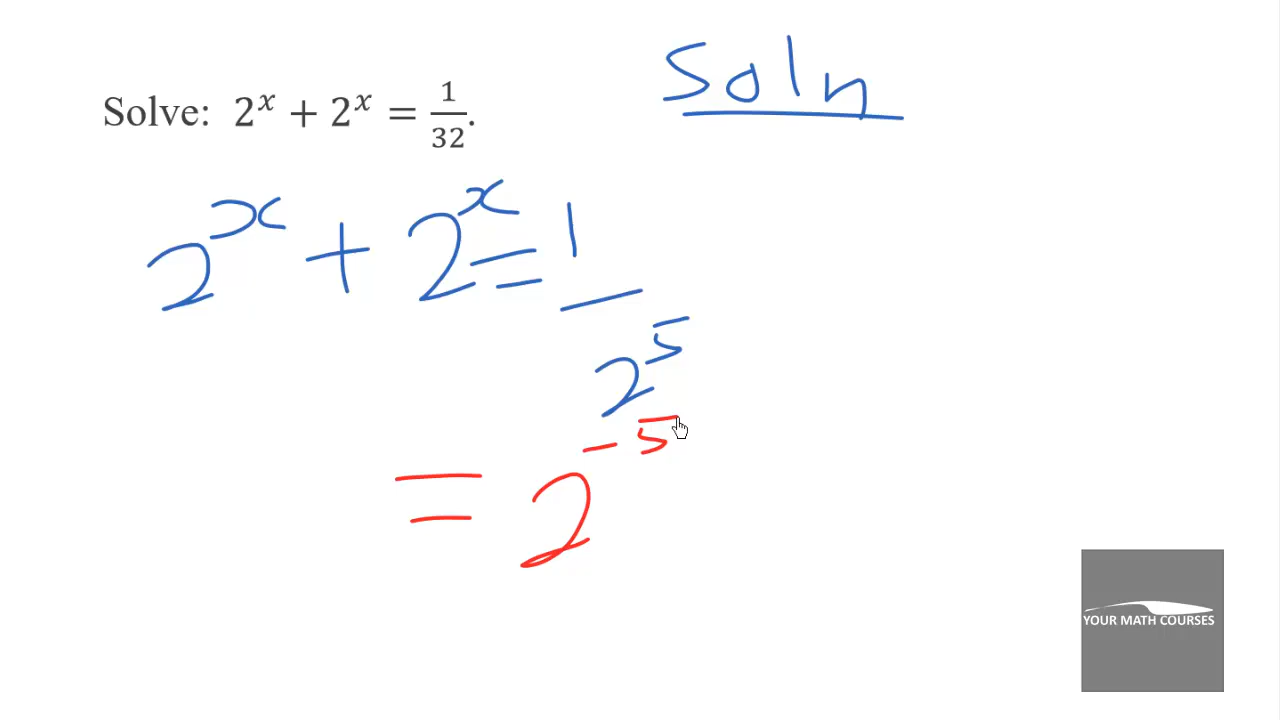 Solve: 2^x + 2^x = 1/32.
Soln
2^x + 2^x = 1/2^5
= 2^-5
YOUR MATH COURSES